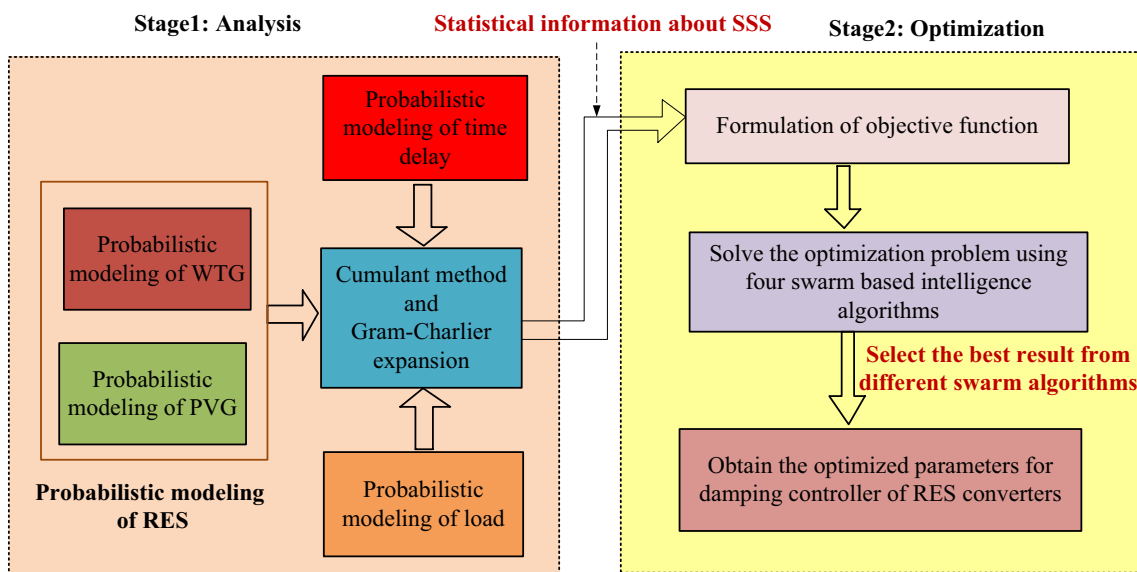 Stage1: Analysis
Statistical information about SSS
Stage2: Optimization
Probabilistic
modeling of time
delay
Probabilistic
modeling of WTG
Probabilistic
modeling of PVG
Probabilistic modeling
of RES
Cumulant method
and
Gram-Charlier
expansion
Probabilistic
modeling of load
Formulation of objective function
Solve the optimization problem using
four swarm based intelligence
algorithms
Select the best result from
different swarm algorithms
Obtain the optimized parameters for
damping controller of RES converters